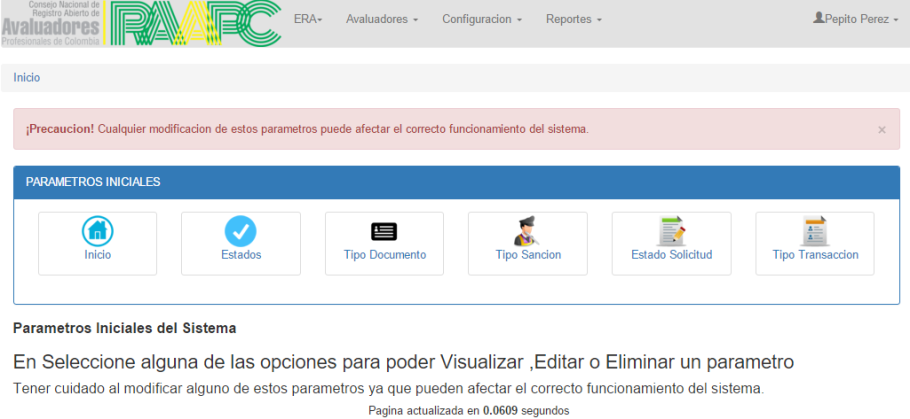 Consejo Nacional de
Registro Abierto de
Avaluadores
Profesionales de Colombia
RAAPC
ERA
Avaluadores
Configuracion
Reportes
Pepito Perez
Inicio
¡Precaucion! Cualquier modificacion de estos parametros puede afectar el correcto funcionamiento del sistema.
×
PARAMETROS INICIALES
Inicio
Estados
Tipo Documento
Tipo Sancion
Estado Solicitud
Tipo Transaccion
Parametros Iniciales del Sistema
En Seleccione alguna de las opciones para poder Visualizar ,Editar o Eliminar un parametro
Tener cuidado al modificar alguno de estos parametros ya que pueden afectar el correcto funcionamiento del sistema.
Pagina actualizada en 0.0609 segundos